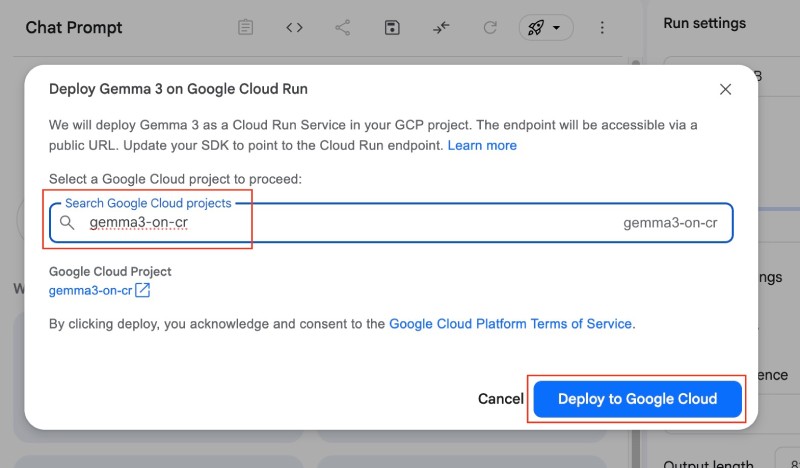 Chat Prompt
Run settings
B
Deploy Gemma 3 on Google Cloud Run
We will deploy Gemma 3 as a Cloud Run Service in your GCP project. The endpoint will be accessible via a
public URL. Update your SDK to point to the Cloud Run endpoint. Learn more
Select a Google Cloud project to proceed:
Search Google Cloud projects
gemma3-on-cr gemma3-on-cr
Google Cloud Project
gemma3-on-cr
ngs
W
By clicking deploy, you acknowledge and consent to the Google Cloud Platform Terms of Service.
ence
Cancel Deploy to Google Cloud
Output length